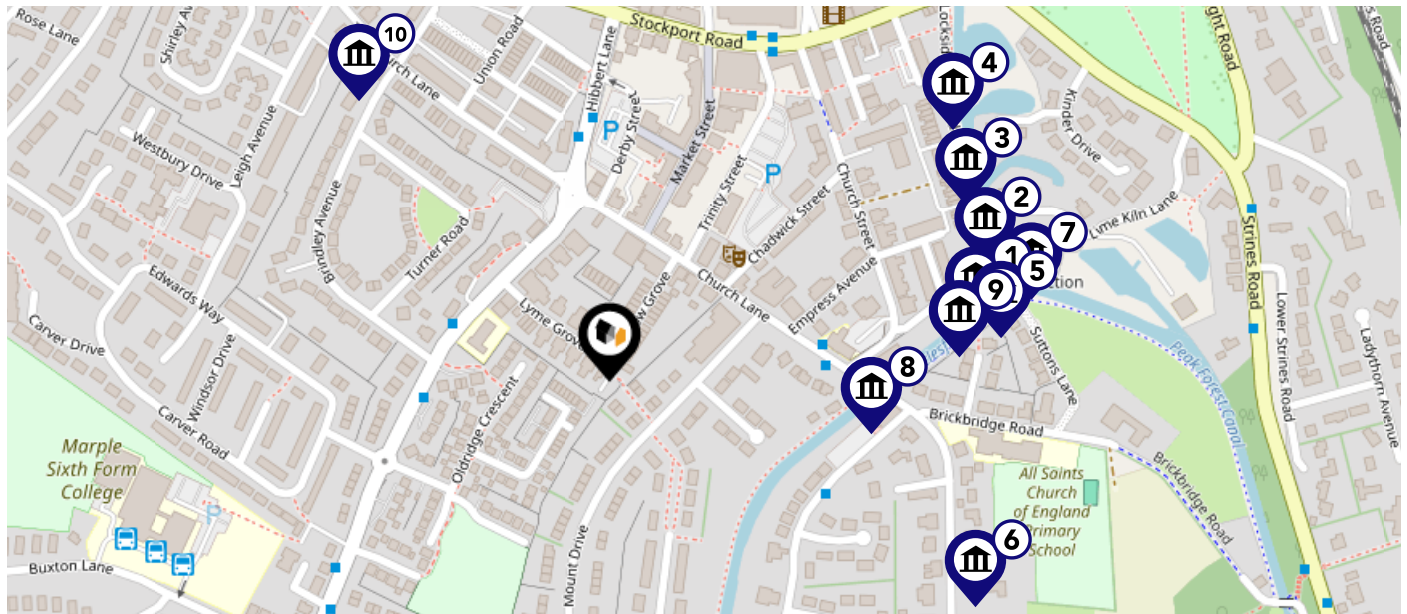 Rose Lane
Shirley Av
10
Church Lane
Union Road
Hibbert Lane
Stockport Road
Lockside
4
P
Derby Street
Market Street
Kinder Drive
Westbury Drive
Leigh Avenue
3
P
Trinity Street
Church Street
2
Lyme Kiln Lane
Brindley Avenue
Turner Road
Chadwick Street
7
1
5
ction
9
Strines Road
Edwards Way
Church Lane
Empress Avenue
w Grove
Lyme Grove
Carver Drive
Windsor Drive
Suttons Lane
Peak Forest Canal
Lower Strines Road
Ladythorn Avenue
8
Carver Road
Oldridge Crescent
Brickbridge Road
Marple
Sixth Form
College
All Saints
Church
of England
Primary
School
Brickbridge Road
P
6
Buxton Lane
Mount Drive